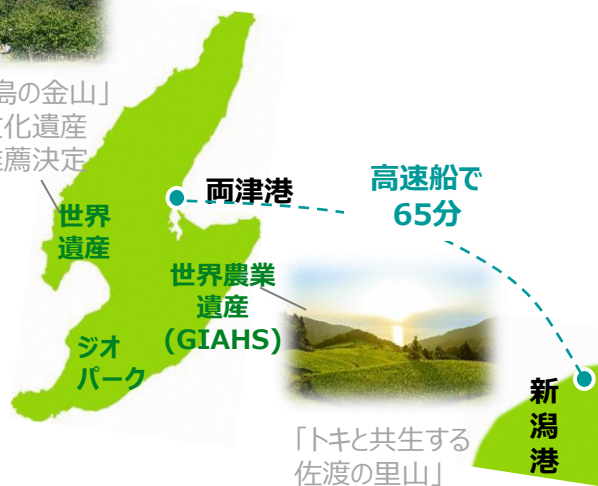 島の金山」
化遺産
薦決定
世界
遺産
両津港
高速船で
65分
世界農業
遺産
(GIAHS)
ジオ
パーク
「トキと共生する
佐渡の里山」
新
潟
港